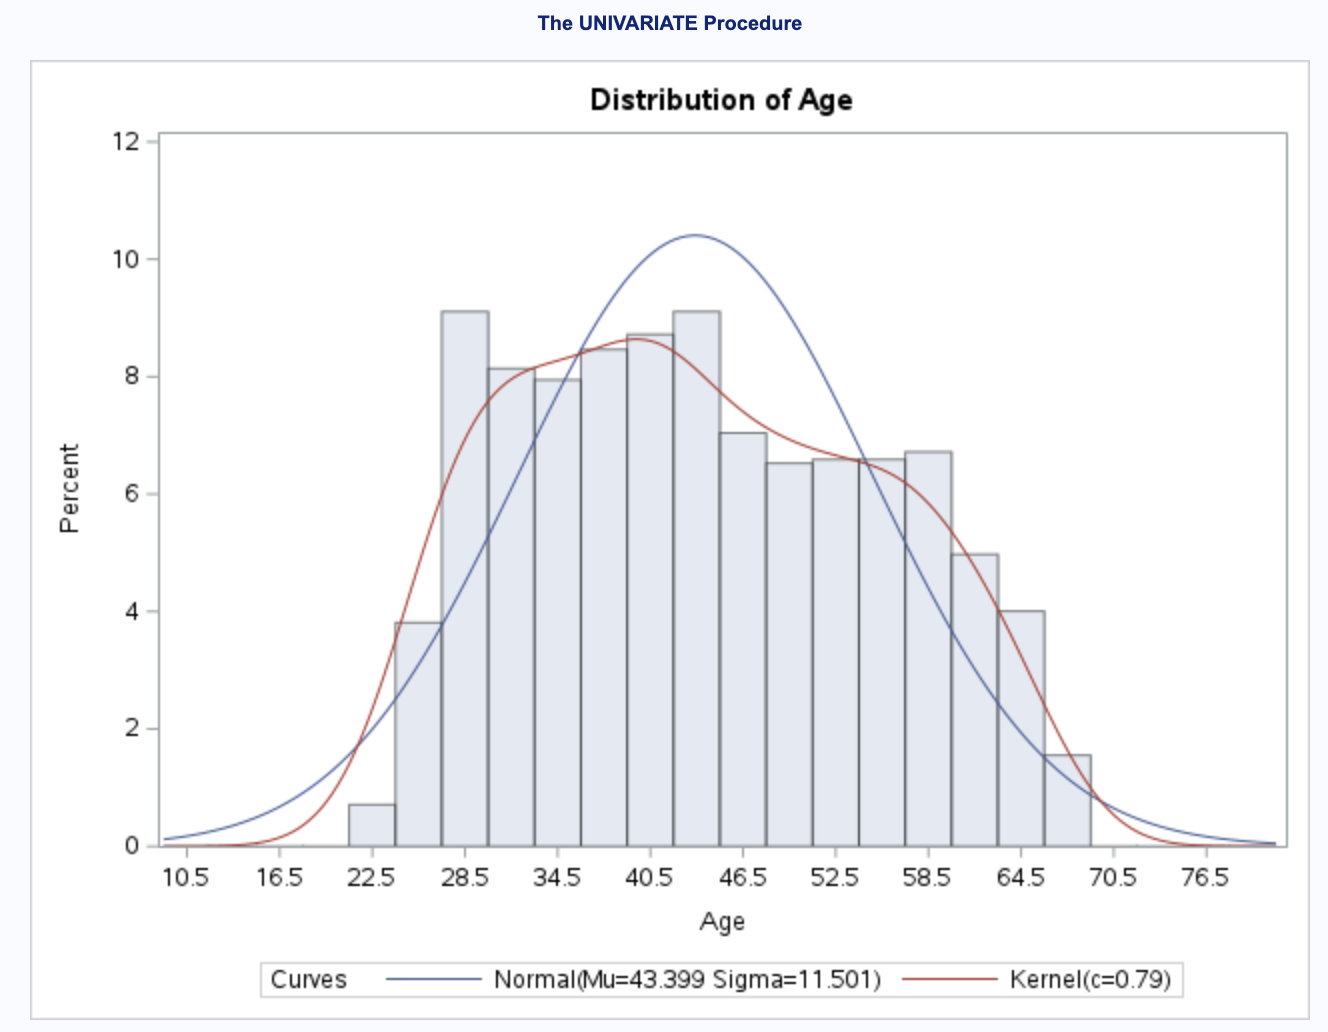 The UNIVARIATE Procedure
Distribution of Age
12
10
8
6
4
2
0
Percent
10.5 16.5 22.5 28.5 34.5 40.5 46.5 52.5 58.5 64.5 70.5 76.5
Age
Curves Normal(Mu=43.399 Sigma=11.501) Kernel(c=0.79)